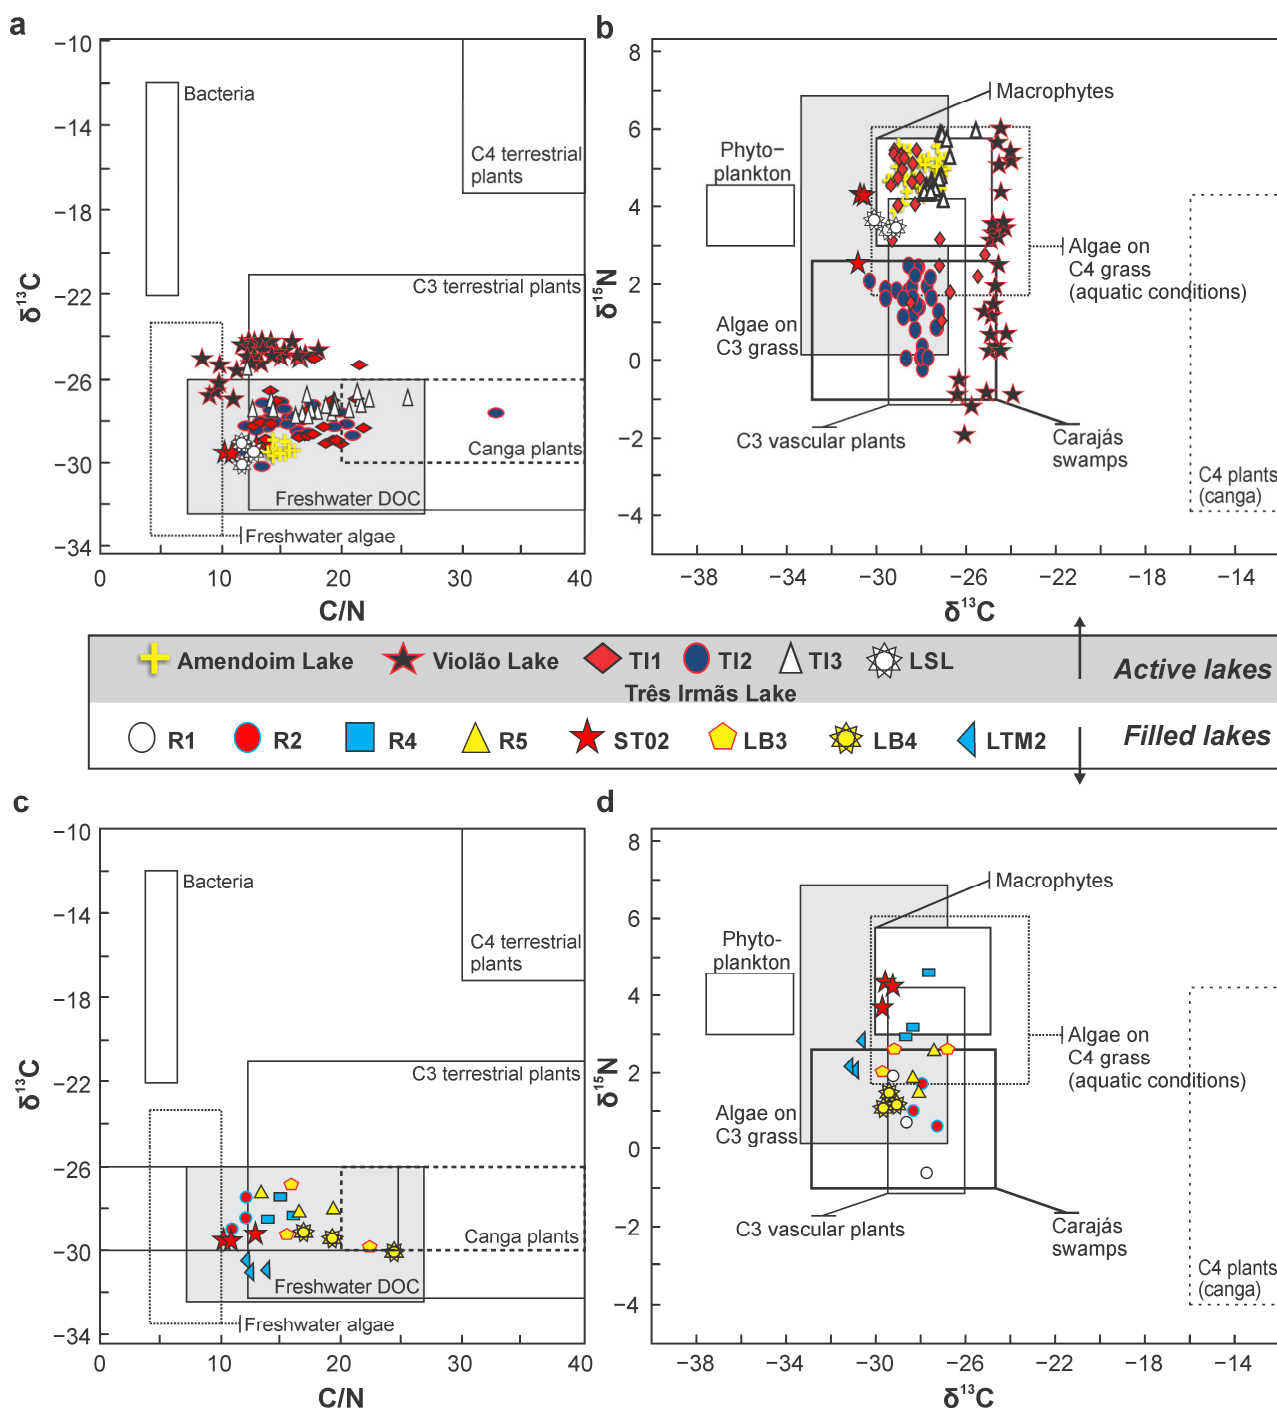 a
−10
−14
−18
−22
−26
−30
−34
δ13C
Bacteria
C4 terrestrial
plants
C3 terrestrial plants
Canga plants
Freshwater DOC
Freshwater algae
0
10
20
30
40
C/N
b
8
6
4
2
0
−2
−4
δ15N
Macrophytes
Phyto−
plankton
Algae on
C4 grass
(aquatic conditions)
Algae on
C3 grass
C3 vascular plants
Carajás
swamps
C4 plants
(canga)
−38
−34
−30
−26
−22
−18
−14
δ13C
Amendoim Lake
Violão Lake
TI1
TI2
TI3
LSL
Active lakes
Três Irmãs Lake
R1
R2
R4
R5
ST02
LB3
LB4
LTM2
Filled lakes
c
−10
−14
−18
−22
−26
−30
−34
δ13C
Bacteria
C4 terrestrial
plants
C3 terrestrial plants
Canga plants
Freshwater DOC
Freshwater algae
0
10
20
30
40
C/N
d
8
6
4
2
0
−2
−4
δ15N
Macrophytes
Phyto-
plankton
Algae on
C4 grass
(aquatic conditions)
Algae on
C3 grass
C3 vascular plants
Carajás
swamps
C4 plants
(canga)
−38
−34
−30
−26
−22
−18
−14
δ13C